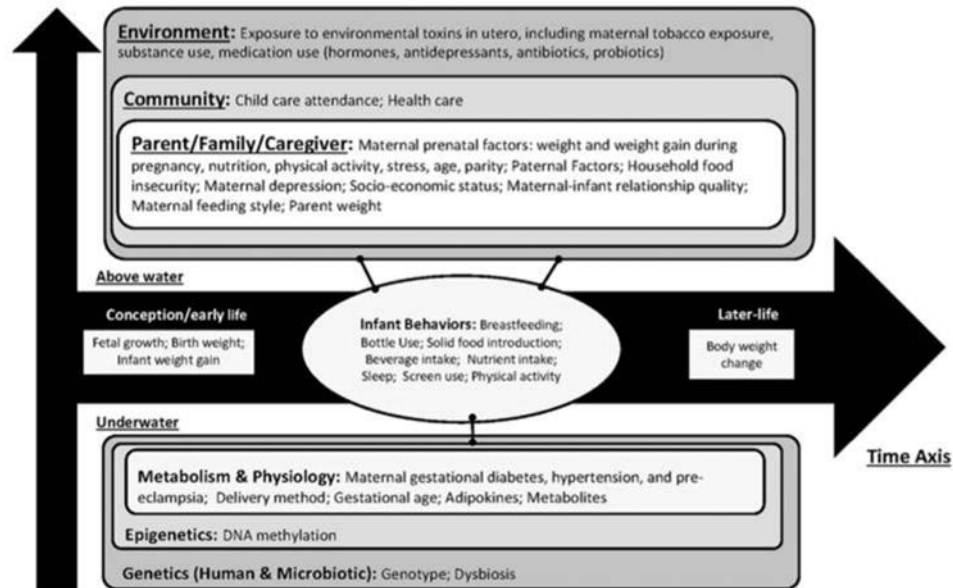 Environment: Exposure to environmental toxins in utero, including maternal tobacco exposure,
substance use, medication use (hormones, antidepressants, antibiotics, probiotics)
Community: Child care attendance; Health care
Parent/Family/Caregiver: Maternal prenatal factors: weight and weight gain during
pregnancy, nutrition, physical activity, stress, age, parity; Paternal Factors; Household food
insecurity; Maternal depression; Socio-economic status; Maternal-infant relationship quality;
Maternal feeding style; Parent weight
Above water
Conception/early life
Fetal growth; Birth weight;
Infant weight gain
Infant Behaviors: Breastfeeding;
Bottle Use; Solid food introduction;
Beverage intake; Nutrient intake;
Sleep; Screen use; Physical activity
Later-life
Body weight
change
Underwater
Time Axis
Metabolism & Physiology: Maternal gestational diabetes, hypertension, and pre-
eclampsia; Delivery method; Gestational age; Adipokines; Metabolites
Epigenetics: DNA methylation
Genetics (Human & Microbiotic): Genotype; Dysbiosis